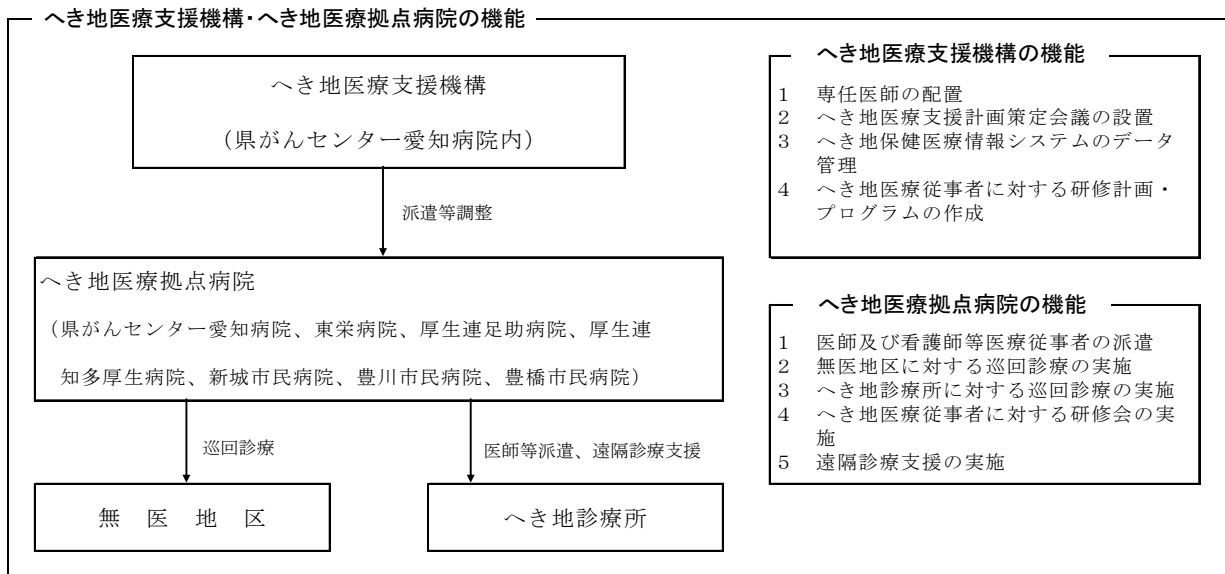 へき地医療支援機構・へき地医療拠点病院の機能
へき地医療支援機構
（県がんセンター愛知病院内）
派遣等調整
へき地医療拠点病院
（県がんセンター愛知病院、東栄病院、厚生連足助病院、厚生連
知多厚生病院、新城市民病院、豊川市民病院、豊橋市民病院）
巡回診療
医師等派遣、遠隔診療支援
無　医　地　区
へき地診療所
へき地医療支援機構の機能
1　専任医師の配置
2　へき地医療支援計画策定会議の設置
3　へき地保健医療情報システムのデータ
管理
4　へき地医療従事者に対する研修計画・
プログラムの作成
へき地医療拠点病院の機能
1　医師及び看護師等医療従事者の派遣
2　無医地区に対する巡回診療の実施
3　へき地診療所に対する巡回診療の実施
4　へき地医療従事者に対する研修会の実
施
5　遠隔診療支援の実施